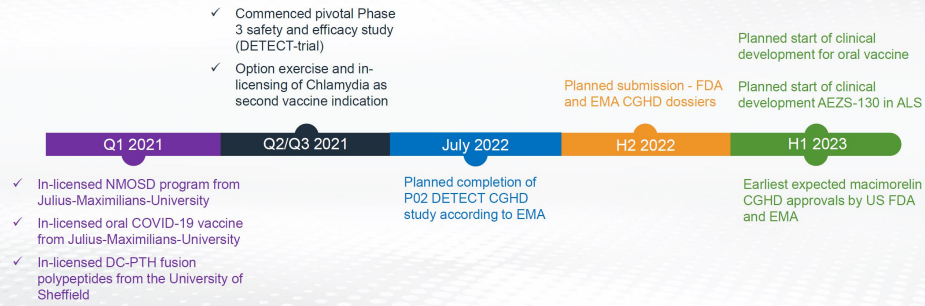 ✓ Commenced pivotal Phase
3 safety and efficacy study
(DETECT-trial)
✓ Option exercise and in-
licensing of Chlamydia as
second vaccine indication
Planned submission - FDA
and EMA CGHD dossiers
Planned start of clinical
development for oral vaccine
Planned start of clinical
development AEZS-130 in ALS
Q1 2021
Q2/Q3 2021
July 2022
H2 2022
H1 2023
✓ In-licensed NMOSD program from
Julius-Maximilians-University
✓ In-licensed oral COVID-19 vaccine
from Julius-Maximilians-University
✓ In-licensed DC-PTH fusion
polypeptides from the University of
Sheffield
Planned completion of
P02 DETECT CGHD
study according to EMA
Earliest expected macimorelin
CGHD approvals by US FDA
and EMA